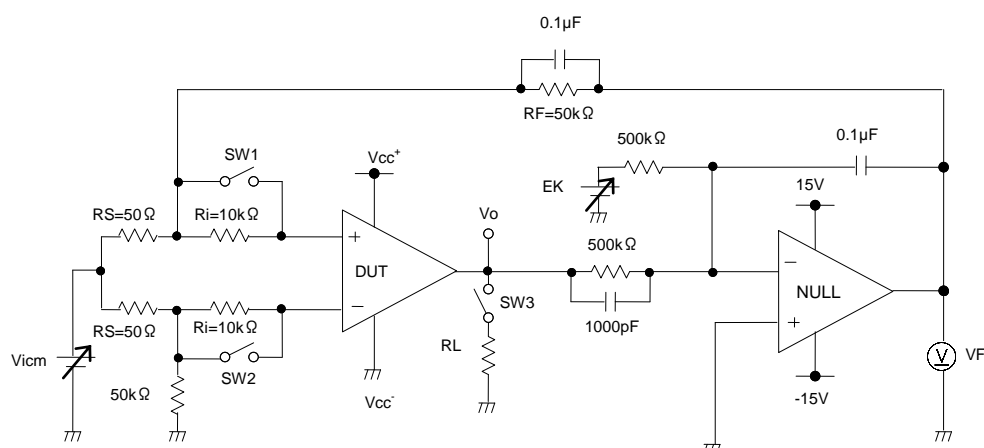 0.1µF
RF=50kΩ
500kΩ
0.1µF
SW1
Vcc+
EK
15V
RS=50Ω
Ri=10kΩ
Vo
+
DUT
−
500kΩ
−
NULL
+
SW3
1000pF
RS=50Ω
Ri=10kΩ
RL
V
VF
Vicm
SW2
50kΩ
Vcc-
-15V